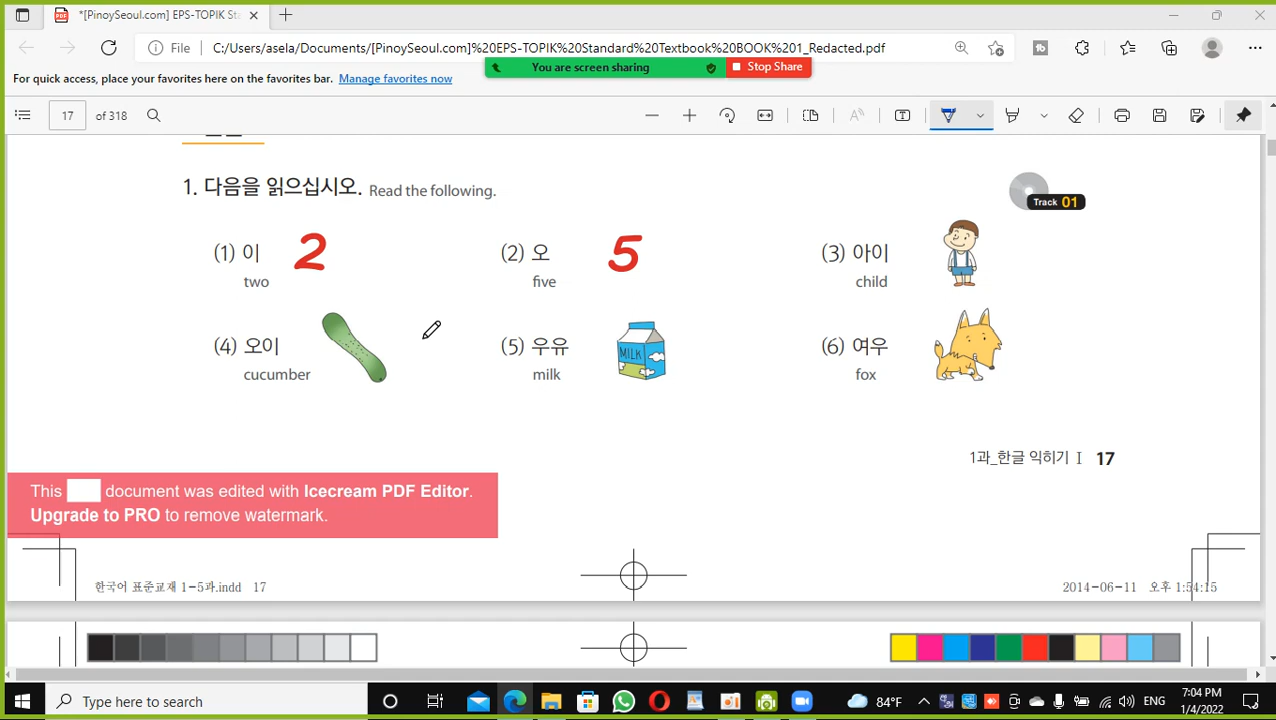 *[PinoySeoul.com] EPS-TOPIK Sta
File C:/Users/asela/Documents/[PinoySeoul.com]%20EPS-TOPIK%20Standard%20Textbook%20BOOK%201_Redacted.pdf
You are screen sharing Stop Share
For quick access, place your favorites here on the favorites bar. Manage favorites now
17 of 318
1. 다음을 읽으십시오. Read the following.
Track 01
(1) 이 2 (2) 오 5 (3) 아이
two five child
(4) 오이 (5) 우유 MILK (6) 여우
cucumber milk fox
1과_한글 익히기 I 17
This document was edited with Icecream PDF Editor.
Upgrade to PRO to remove watermark.
한국어 표준교재 1-5과.indd 17 2014-06-11 오후 1:54:15
Type here to search 84°F ENG 7:04 PM
1/4/2022